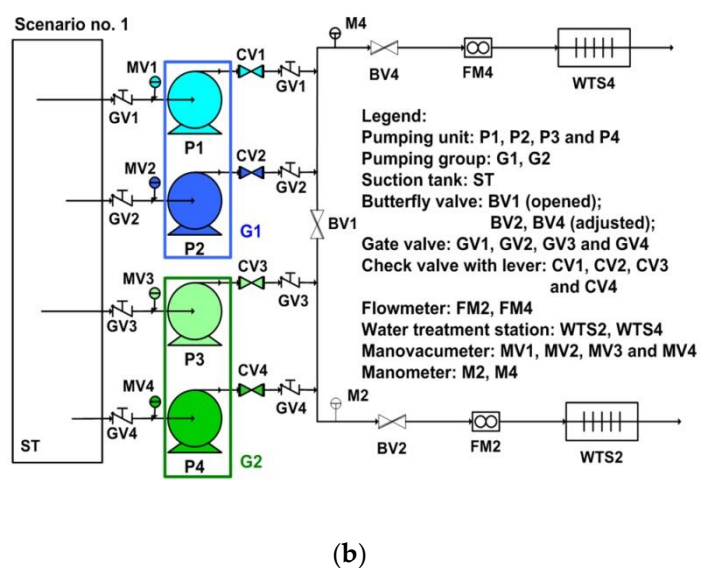 Scenario no. 1
M4
MV1
CV1
GV1
GV1
P1
BV4
FM4
WTS4
Legend:
Pumping unit: P1, P2, P3 and P4
Pumping group: G1, G2
Suction tank: ST
Butterfly valve: BV1 (opened);
BV2, BV4 (adjusted);
Gate valve: GV1, GV2, GV3 and GV4
Check valve with lever: CV1, CV2, CV3
and CV4
Flowmeter: FM2, FM4
Water treatment station: WTS2, WTS4
Manovacumeter: MV1, MV2, MV3 and MV4
Manometer: M2, M4
MV2
CV2
GV2
GV2
P2
G1
BV1
MV3
CV3
GV3
GV3
P3
MV4
CV4
GV4
GV4
P4
G2
ST
M2
BV2
FM2
WTS2
(b)